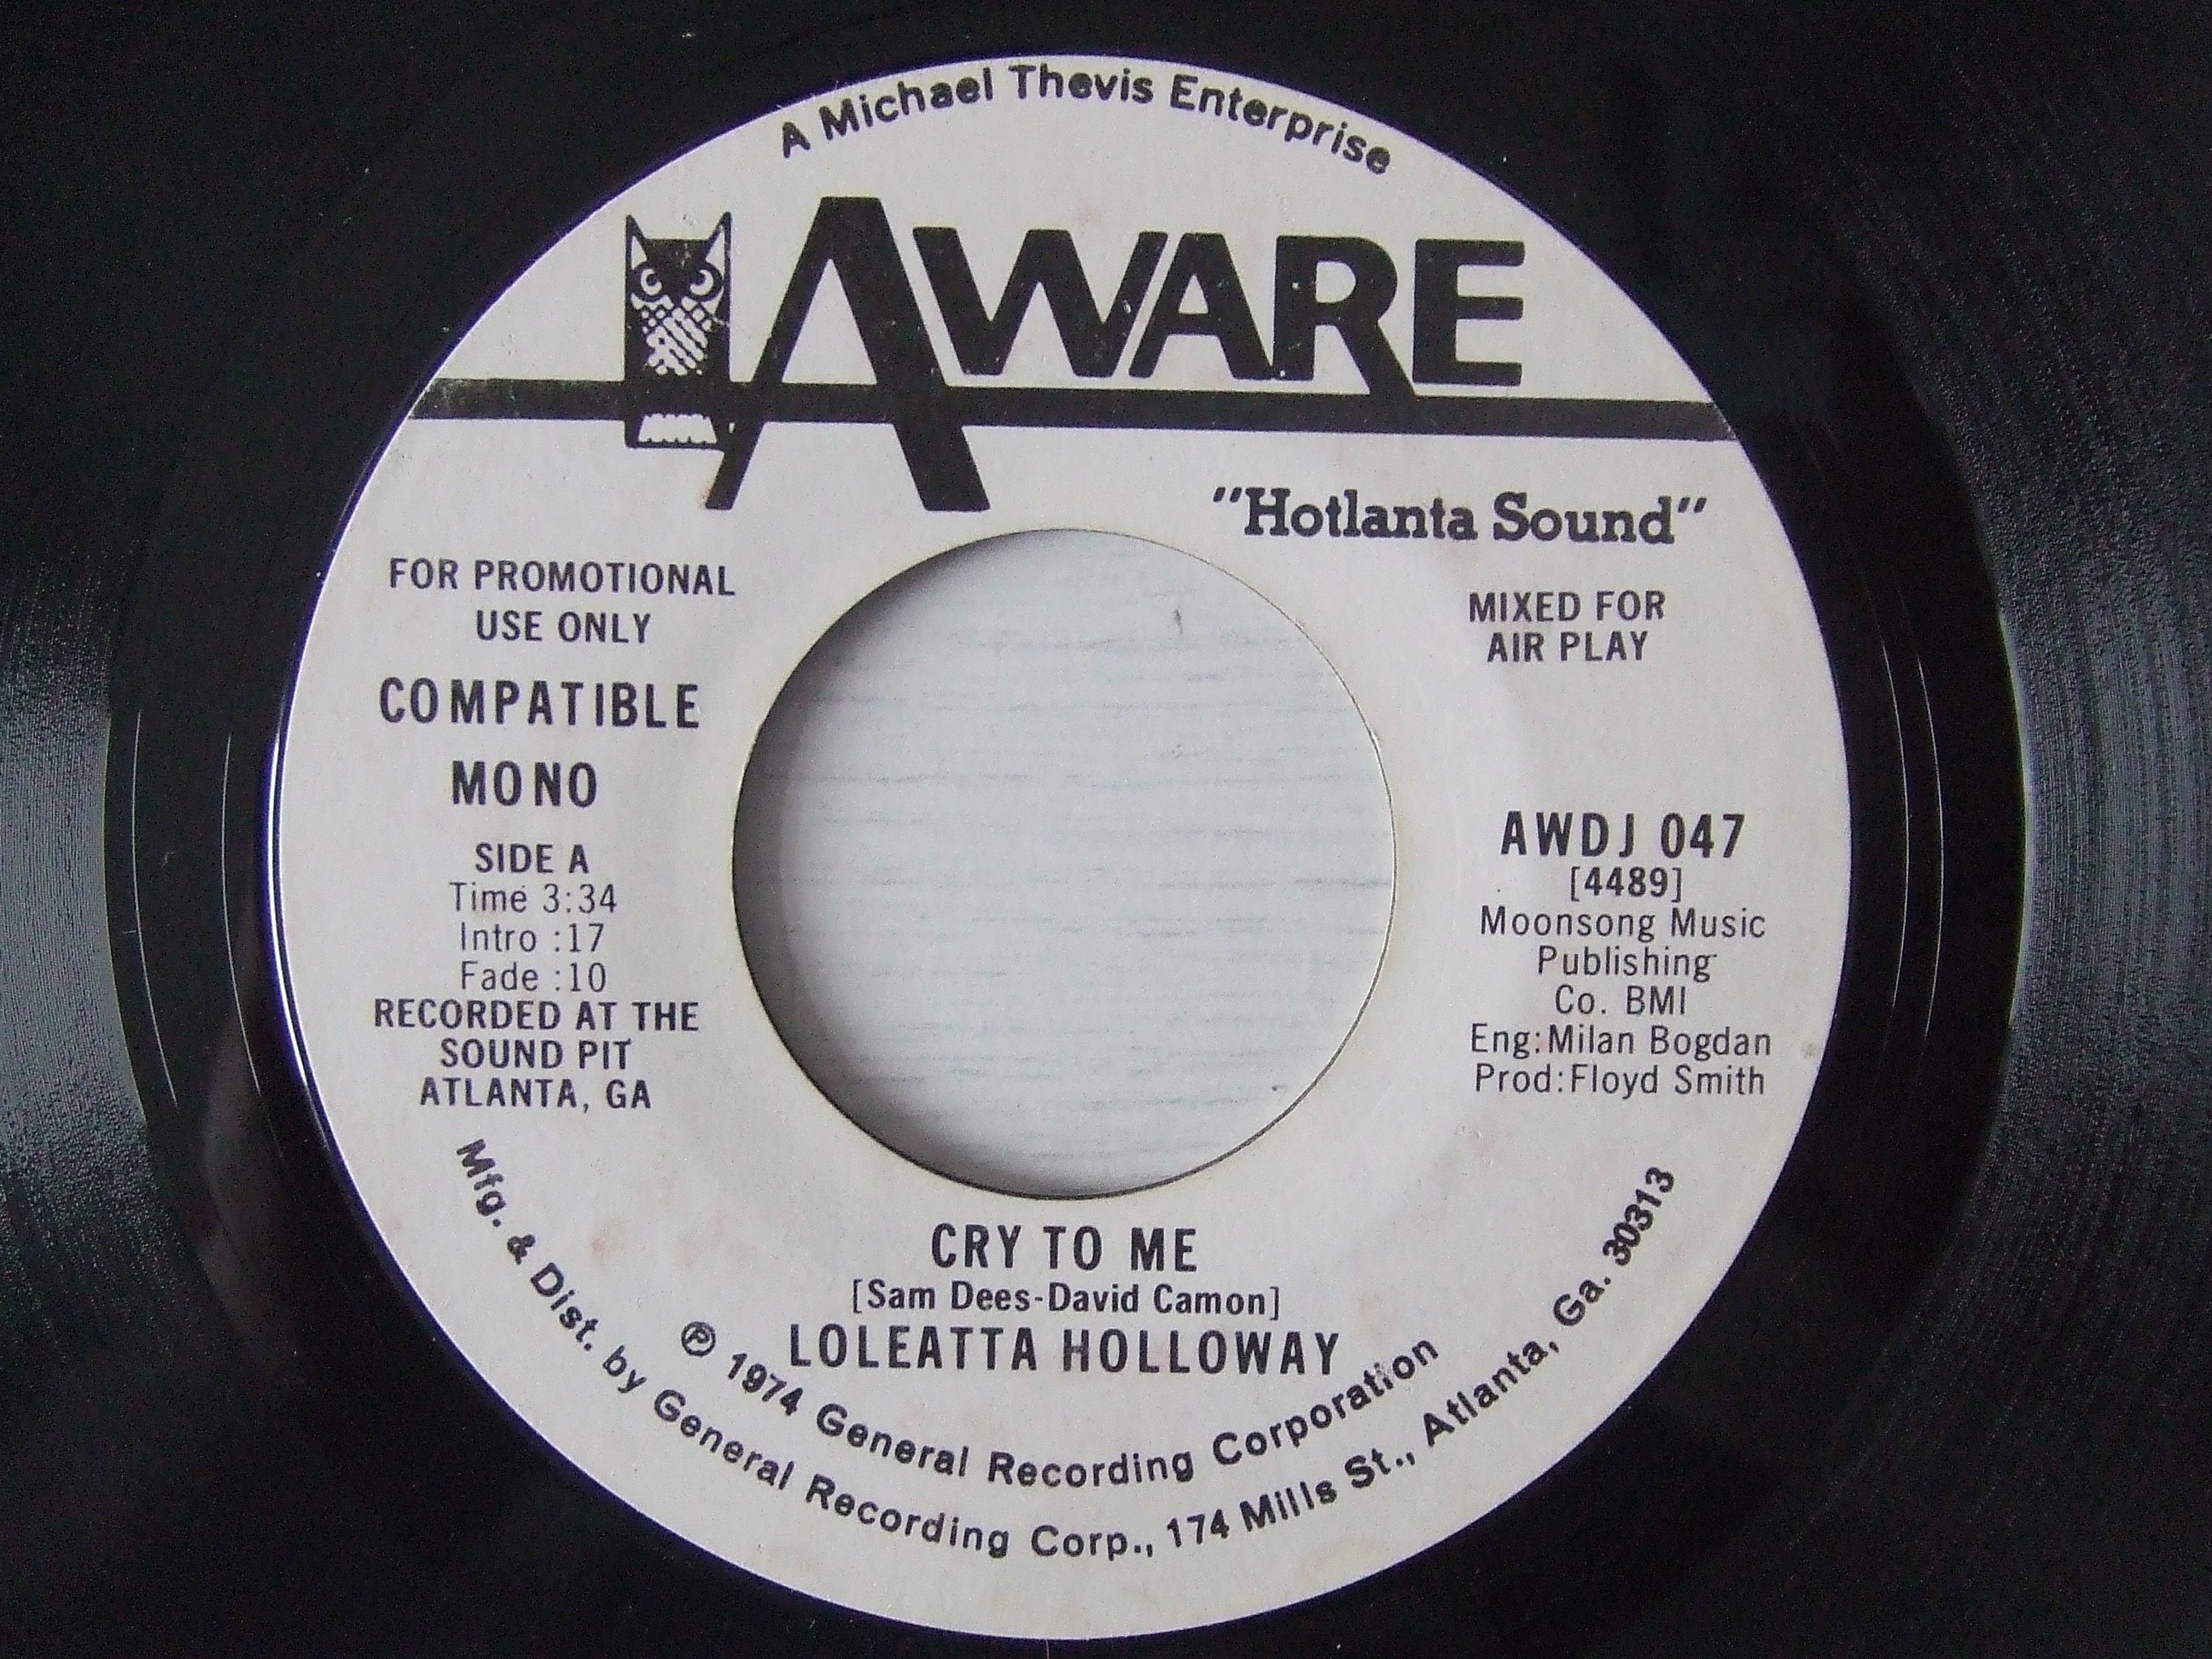 A Michael Thevis Enterprise
AWARE
"Hotlanta Sound"
FOR PROMOTIONAL
USE ONLY
COMPATIBLE
MONO
SIDE A
Time 3:34
Intro :17
Fade :10
RECORDED AT THE
SOUND PIT
ATLANTA, GA
MIXED FOR
AIR PLAY
AWDJ 047
[4489]
Moonsong Music
Publishing
Co. BMI
Eng:Milan Bogdan
Prod:Floyd Smith
CRY TO ME
[Sam Dees-David Camon]
LOLEATTA HOLLOWAY
℗ 1974 General Recording Corporation
Mfg. & Dist. by General Recording Corp., 174 Mills St., Atlanta, Ga. 30313